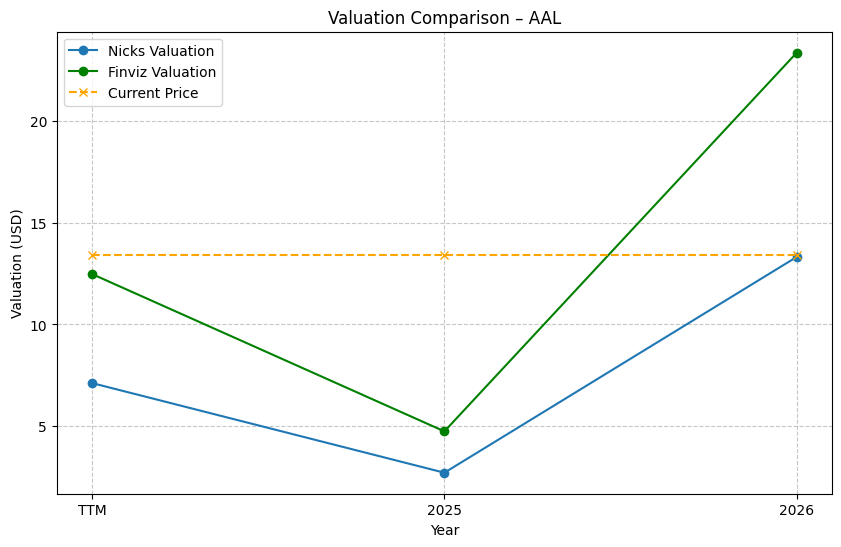 Valuation Comparison – AAL
Nicks Valuation
Finviz Valuation
Current Price
Valuation (USD)
20
15
10
5
TTM
2025
2026
Year